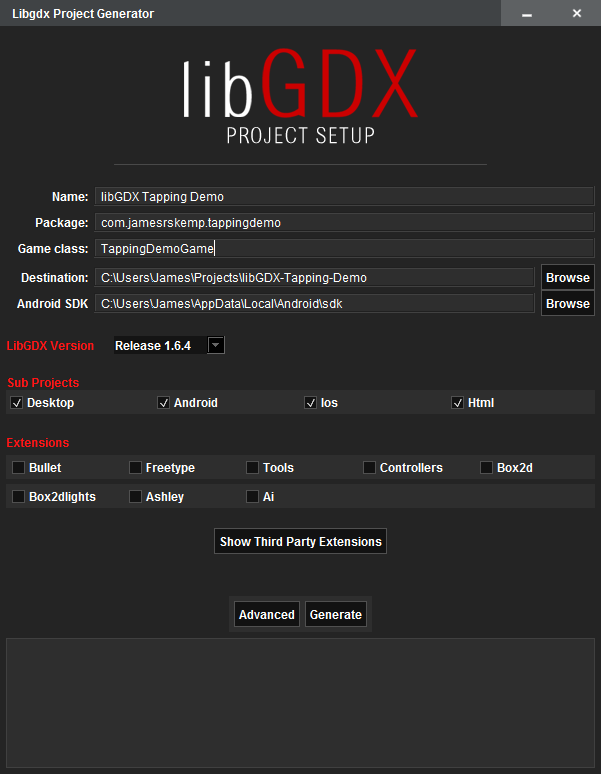 Libgdx Project Generator
libGDX
PROJECT SETUP
Name: libGDX Tapping Demo
Package: com.jamesrskemp.tappingdemo
Game class: TappingDemoGame
Destination: C:\Users\James\Projects\libGDX-Tapping-Demo Browse
Android SDK C:\Users\James\AppData\Local\Android\sdk Browse
LibGDX Version Release 1.6.4
Sub Projects
Desktop Android Ios Html
Extensions
Bullet Freetype Tools Controllers Box2d
Box2dlights Ashley Ai
Show Third Party Extensions
Advanced Generate